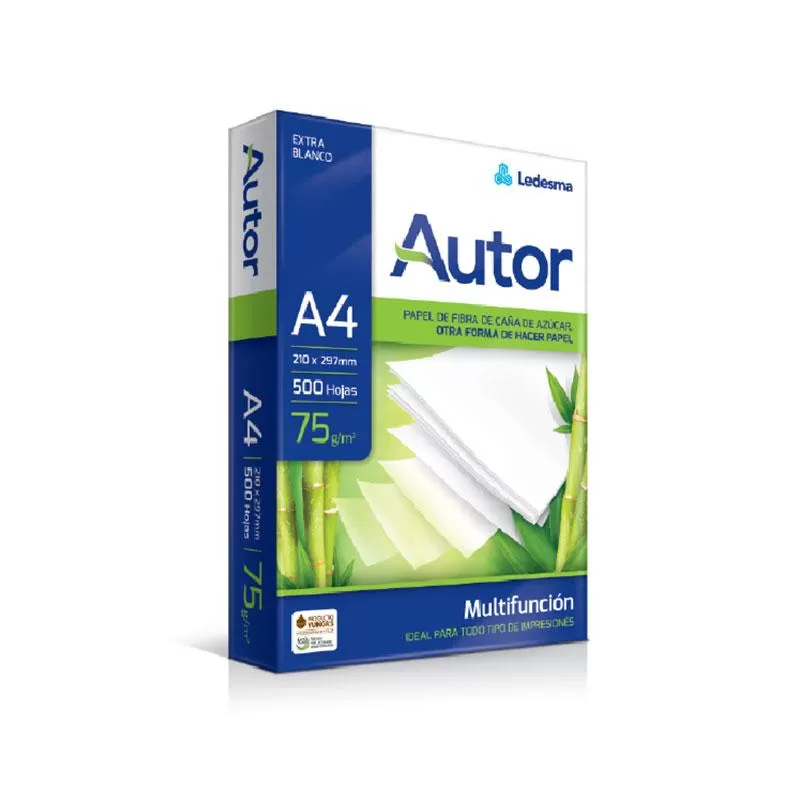 Autor
A4
210 x 297mm
500 Hojas
75 g/m²
EXTRA
BLANCO
Ledesma
Autor
PAPEL DE FIBRA DE CAÑA DE AZÚCAR.
OTRA FORMA DE HACER PAPEL
A4
210 x 297mm
500 Hojas
75 g/m²
PRODUCTO
YUNGAS
Multifunción
IDEAL PARA TODO TIPO DE IMPRESIONES